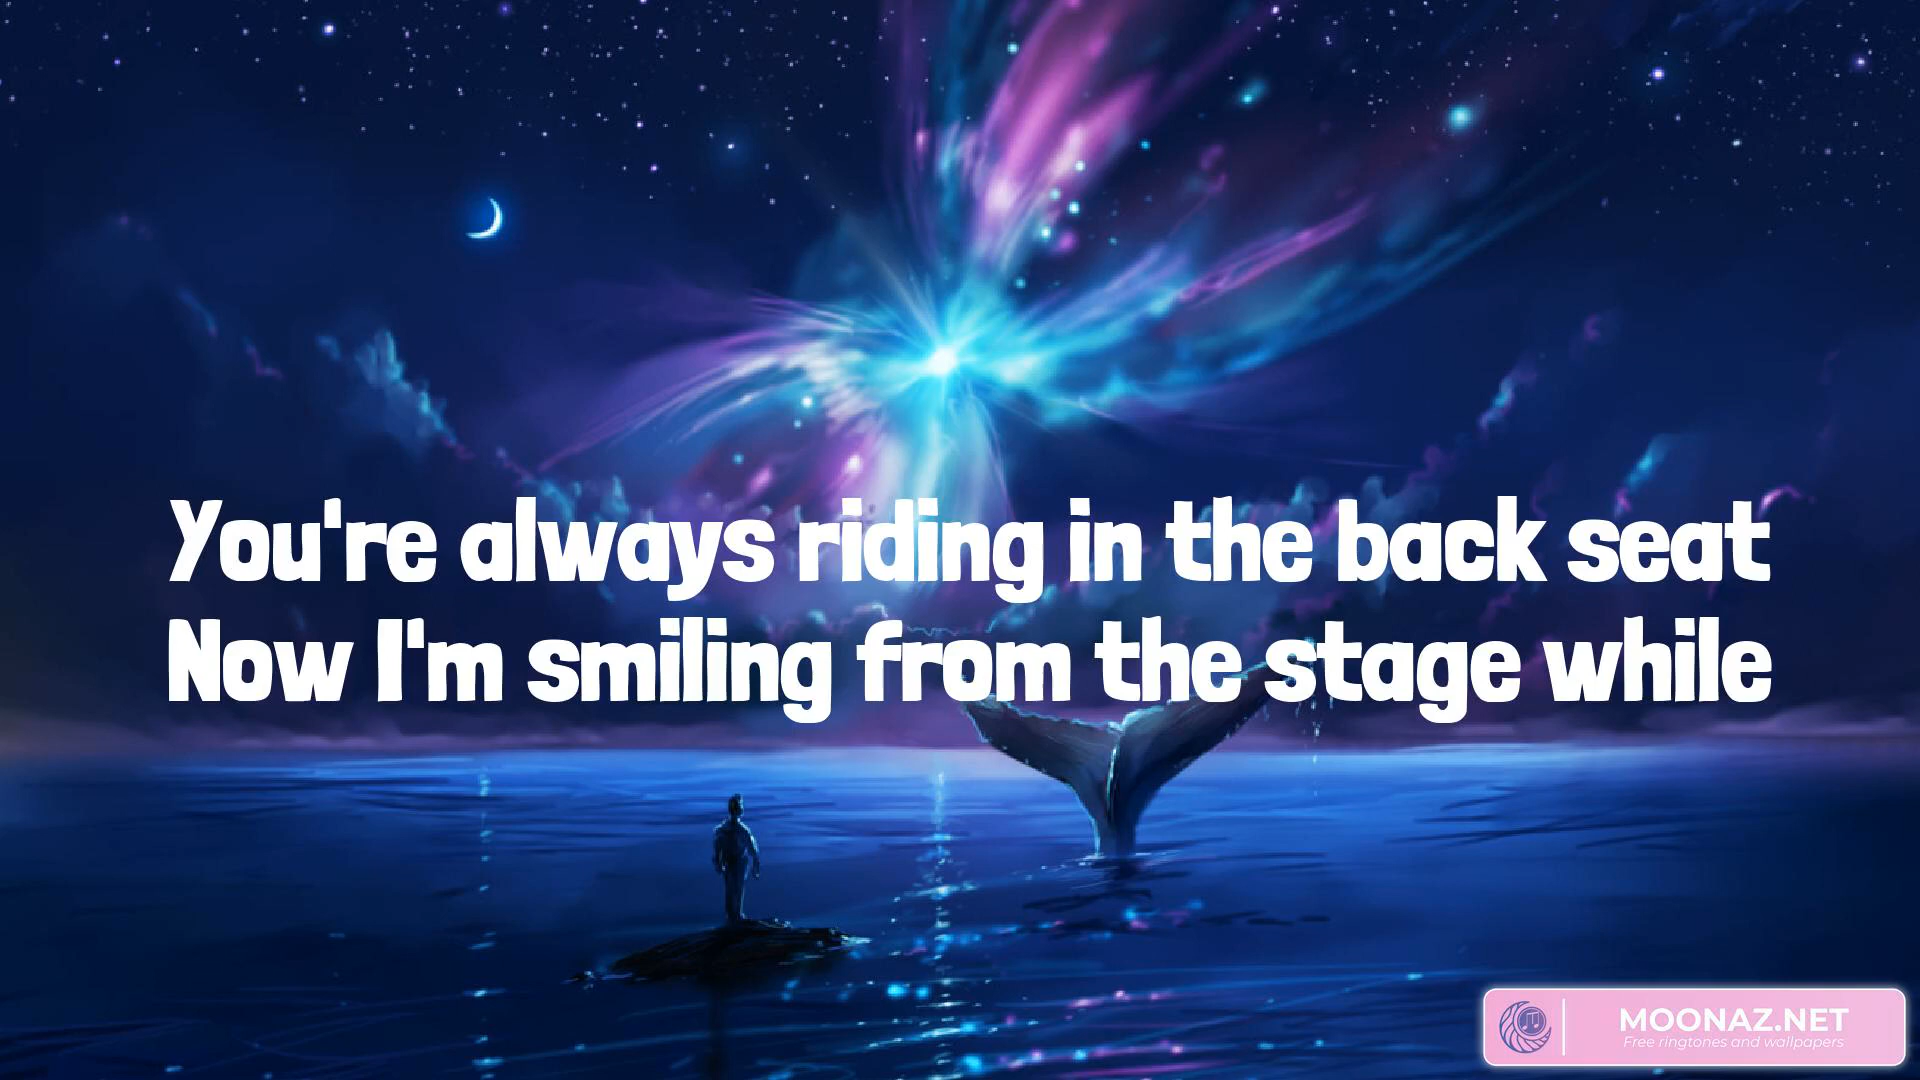 You're always riding in the back seat
Now I'm smiling from the stage while
MOONAZ.NET
Free ringtones and wallpapers